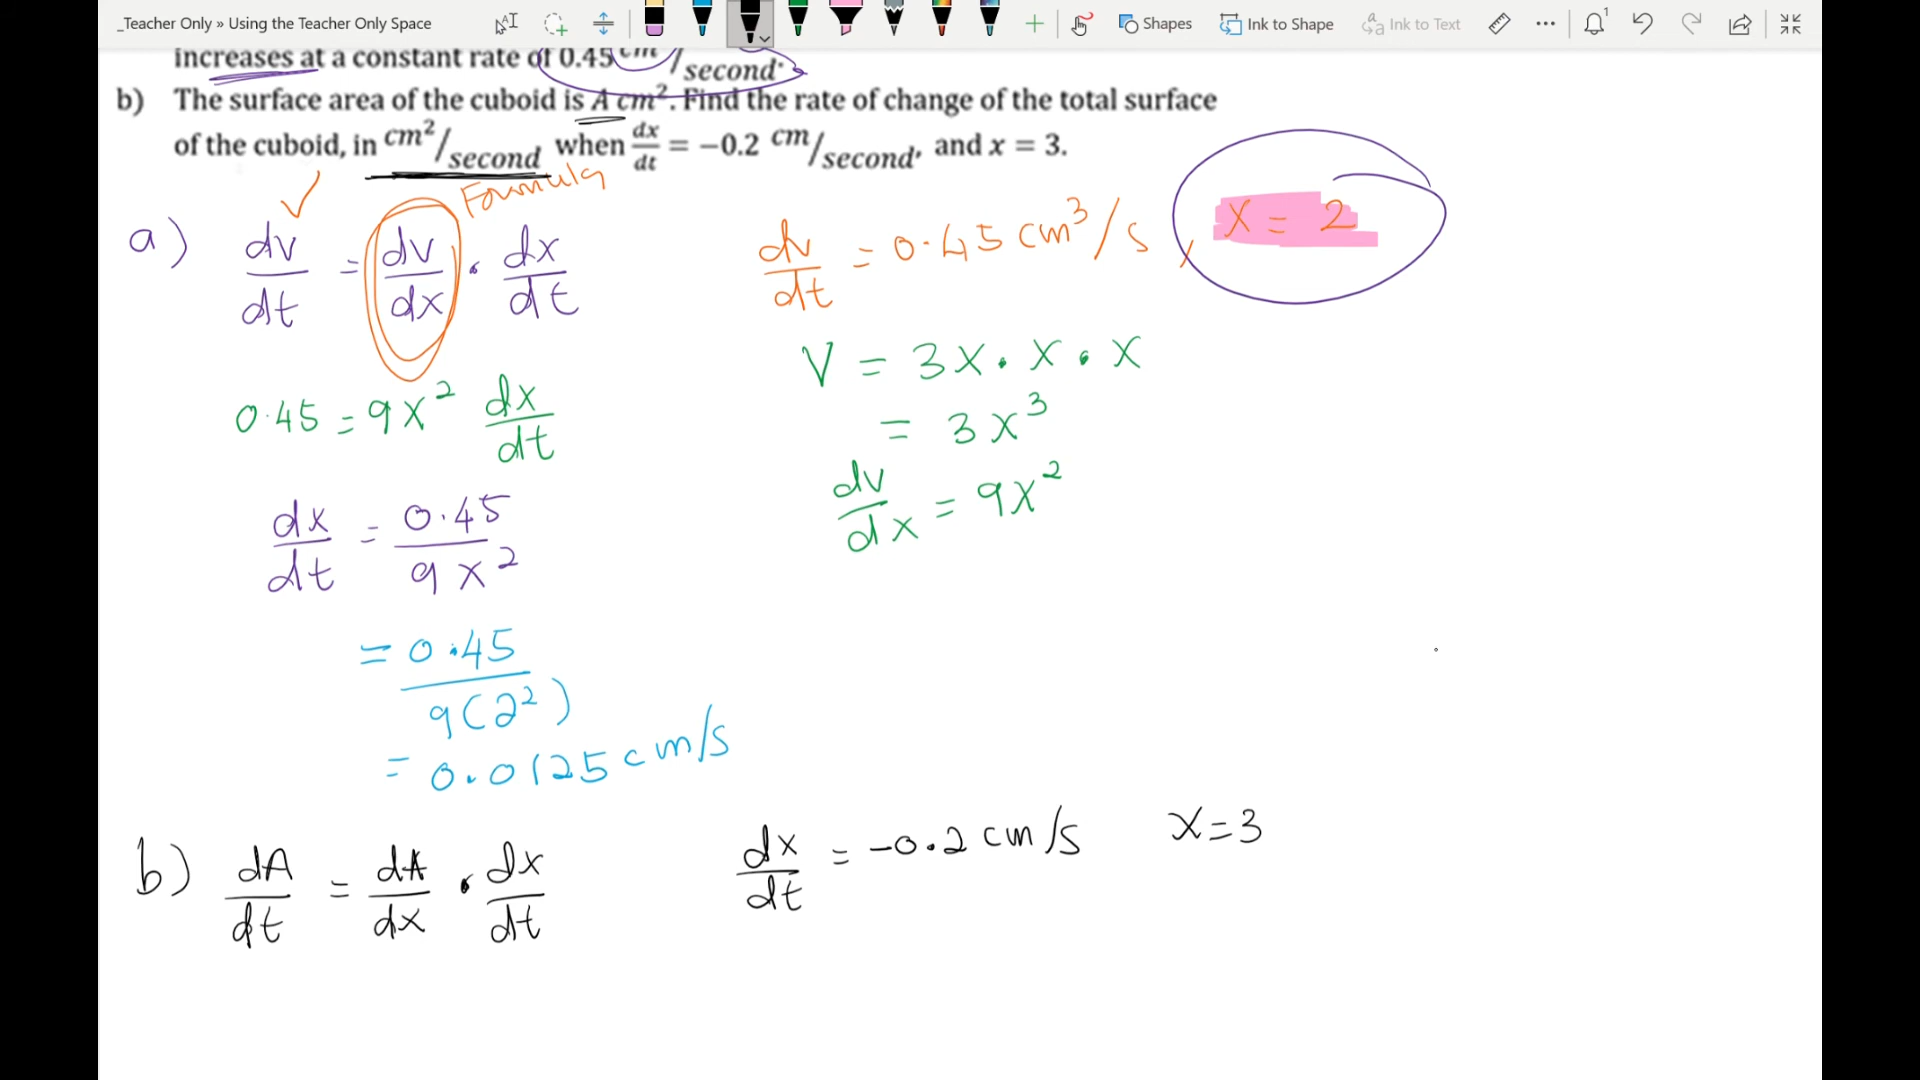 _Teacher Only » Using the Teacher Only Space
Shapes
Ink to Shape
Ink to Text
1
increases at a constant rate of 0.45 cm/second.
b) The surface area of the cuboid is A cm². Find the rate of change of the total surface
of the cuboid, in cm²/second when dx/dt = −0.2 cm/second, and x = 3.
Formula
a) dv/dt = dv/dx · dx/dt
dv/dt = 0.45 cm³/s, x = 2
V = 3x · x · x
0.45 = 9x² dx/dt
= 3x³
dv/dx = 9x²
dx/dt = 0.45/9x²
= 0.45/9(2²)
= 0.0125 cm/s
b) dA/dt = dA/dx · dx/dt
dx/dt = -0.2 cm/s x=3